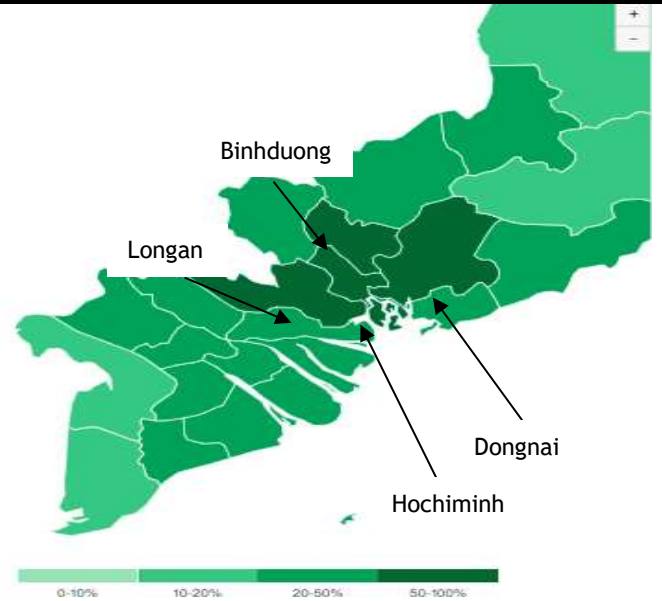 +
−
Binhduong
Longan
Dongnai
Hochiminh
0-10% 10-20% 20-50% 50-100%